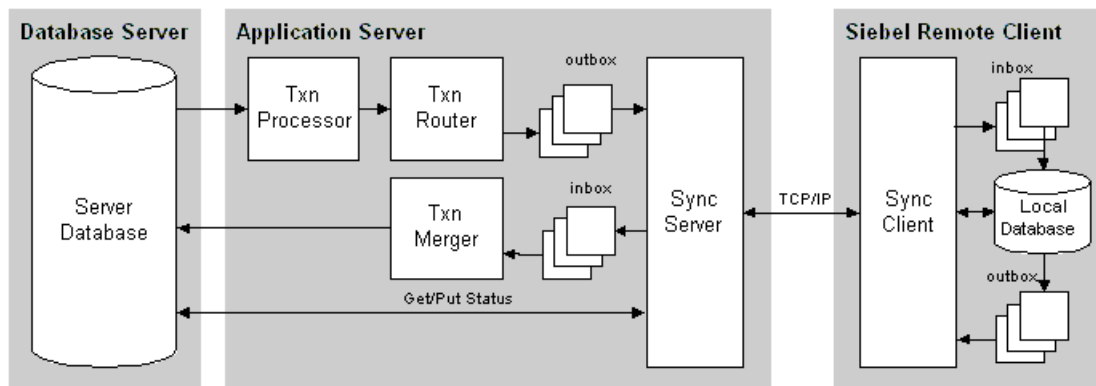 Database Server
Application Server
Siebel Remote Client
outbox
inbox
Txn
Processor
Txn
Router
Server
Database
Txn
Merger
inbox
Sync
Server
TCP/IP
Sync
Client
Local
Database
Get/Put Status
outbox